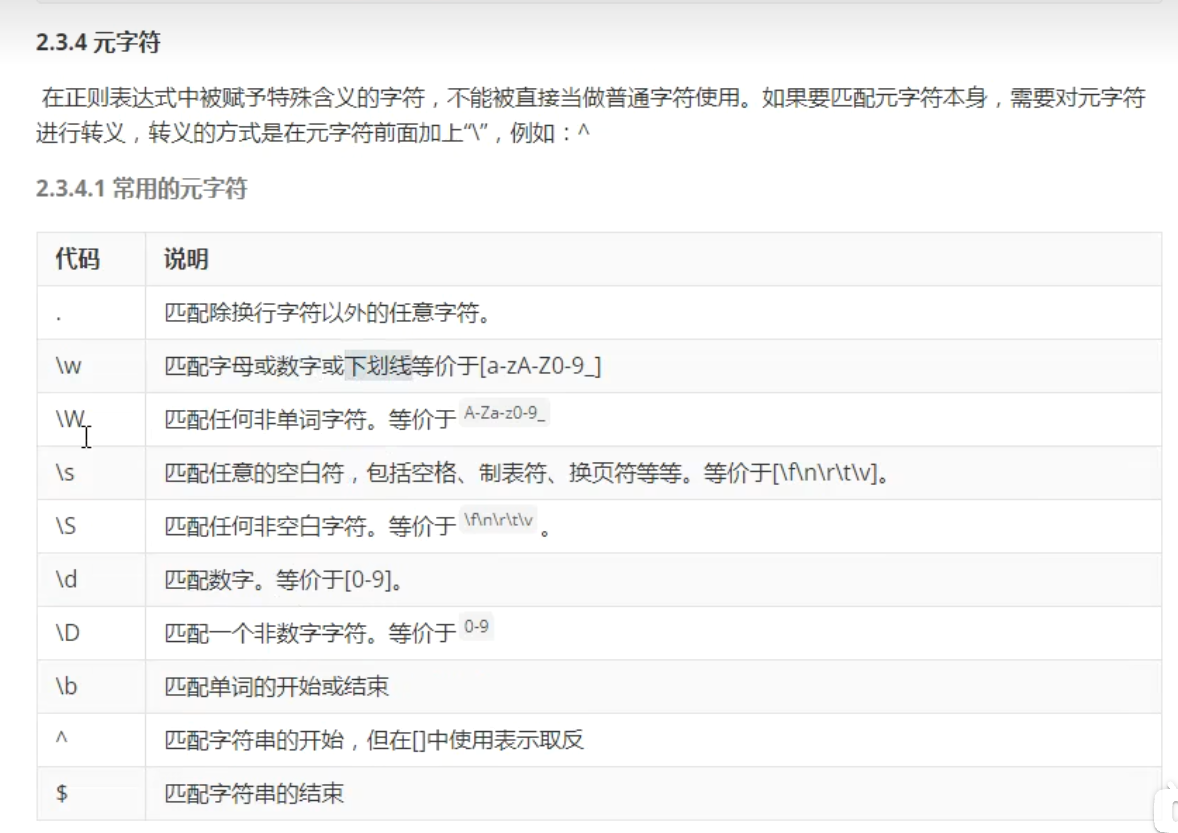 2.3.4 元字符
在正则表达式中被赋予特殊含义的字符，不能被直接当做普通字符使用。如果要匹配元字符本身，需要对元字符
进行转义，转义的方式是在元字符前面加上“\”，例如：^
2.3.4.1 常用的元字符
代码 说明
. 匹配除换行字符以外的任意字符。
\w 匹配字母或数字或下划线等价于[a-zA-Z0-9_]
\W 匹配任何非单词字符。等价于 A-Za-z0-9_
\s 匹配任意的空白符，包括空格、制表符、换页符等等。等价于[\f\n\r\t\v]。
\S 匹配任何非空白字符。等价于 \f\n\r\t\v 。
\d 匹配数字。等价于[0-9]。
\D 匹配一个非数字字符。等价于 0-9
\b 匹配单词的开始或结束
^ 匹配字符串的开始，但在[]中使用表示取反
$ 匹配字符串的结束